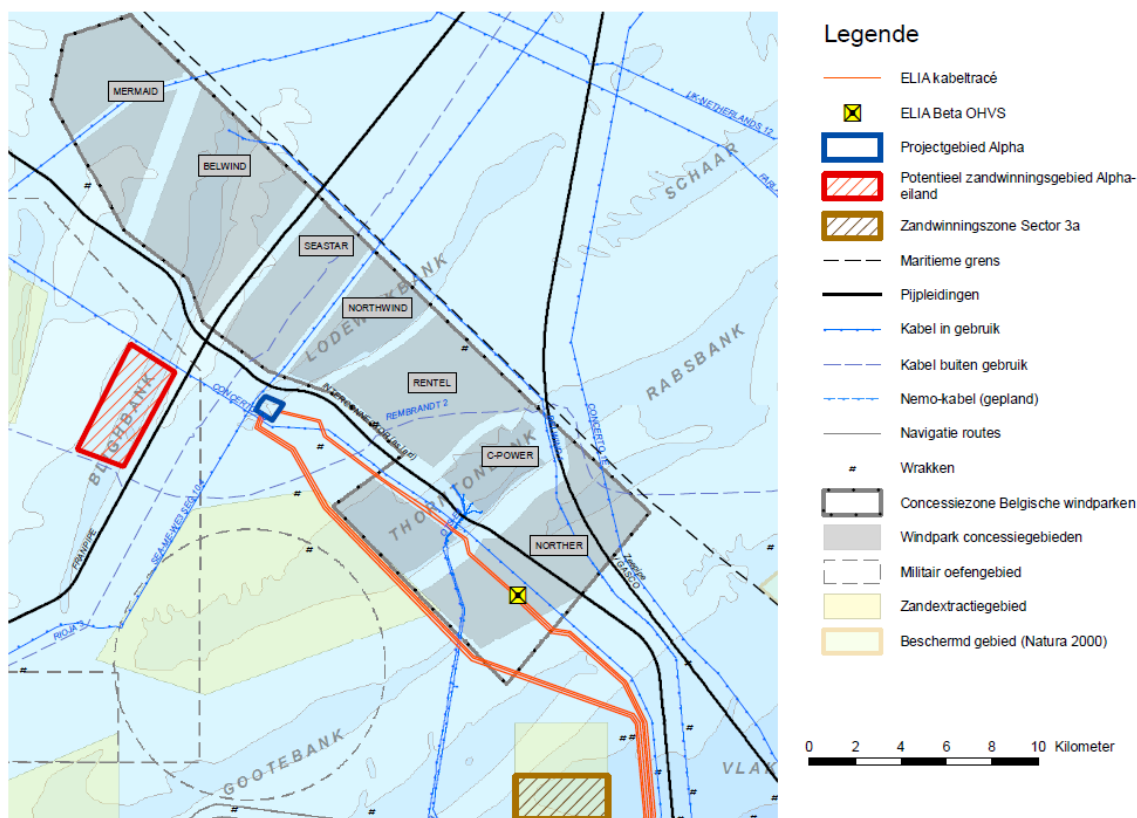 MERMAID
BELWIND
SEASTAR
NORTHWIND
RENTEL
C-POWER
NORTHER
UK-NETHERLANDS 12
SCHAAR
LODEWIJKBANK
RABSBANK
BLIGHBANK
THORNTONBANK
GOOTEBANK
VLAK
REMBRANDT 2
FRANPIPE
Zeepipe
RIOJA 3
Legende
ELIA kabeltracé
ELIA Beta OHVS
Projectgebied Alpha
Potentieel zandwinningsgebied Alpha-
eiland
Zandwinningszone Sector 3a
Maritieme grens
Pijpleidingen
Kabel in gebruik
Kabel buiten gebruik
Nemo-kabel (gepland)
Navigatie routes
Wrakken
Concessiezone Belgische windparken
Windpark concessiegebieden
Militair oefengebied
Zandextractiegebied
Beschermd gebied (Natura 2000)
0 2 4 6 8 10 Kilometer